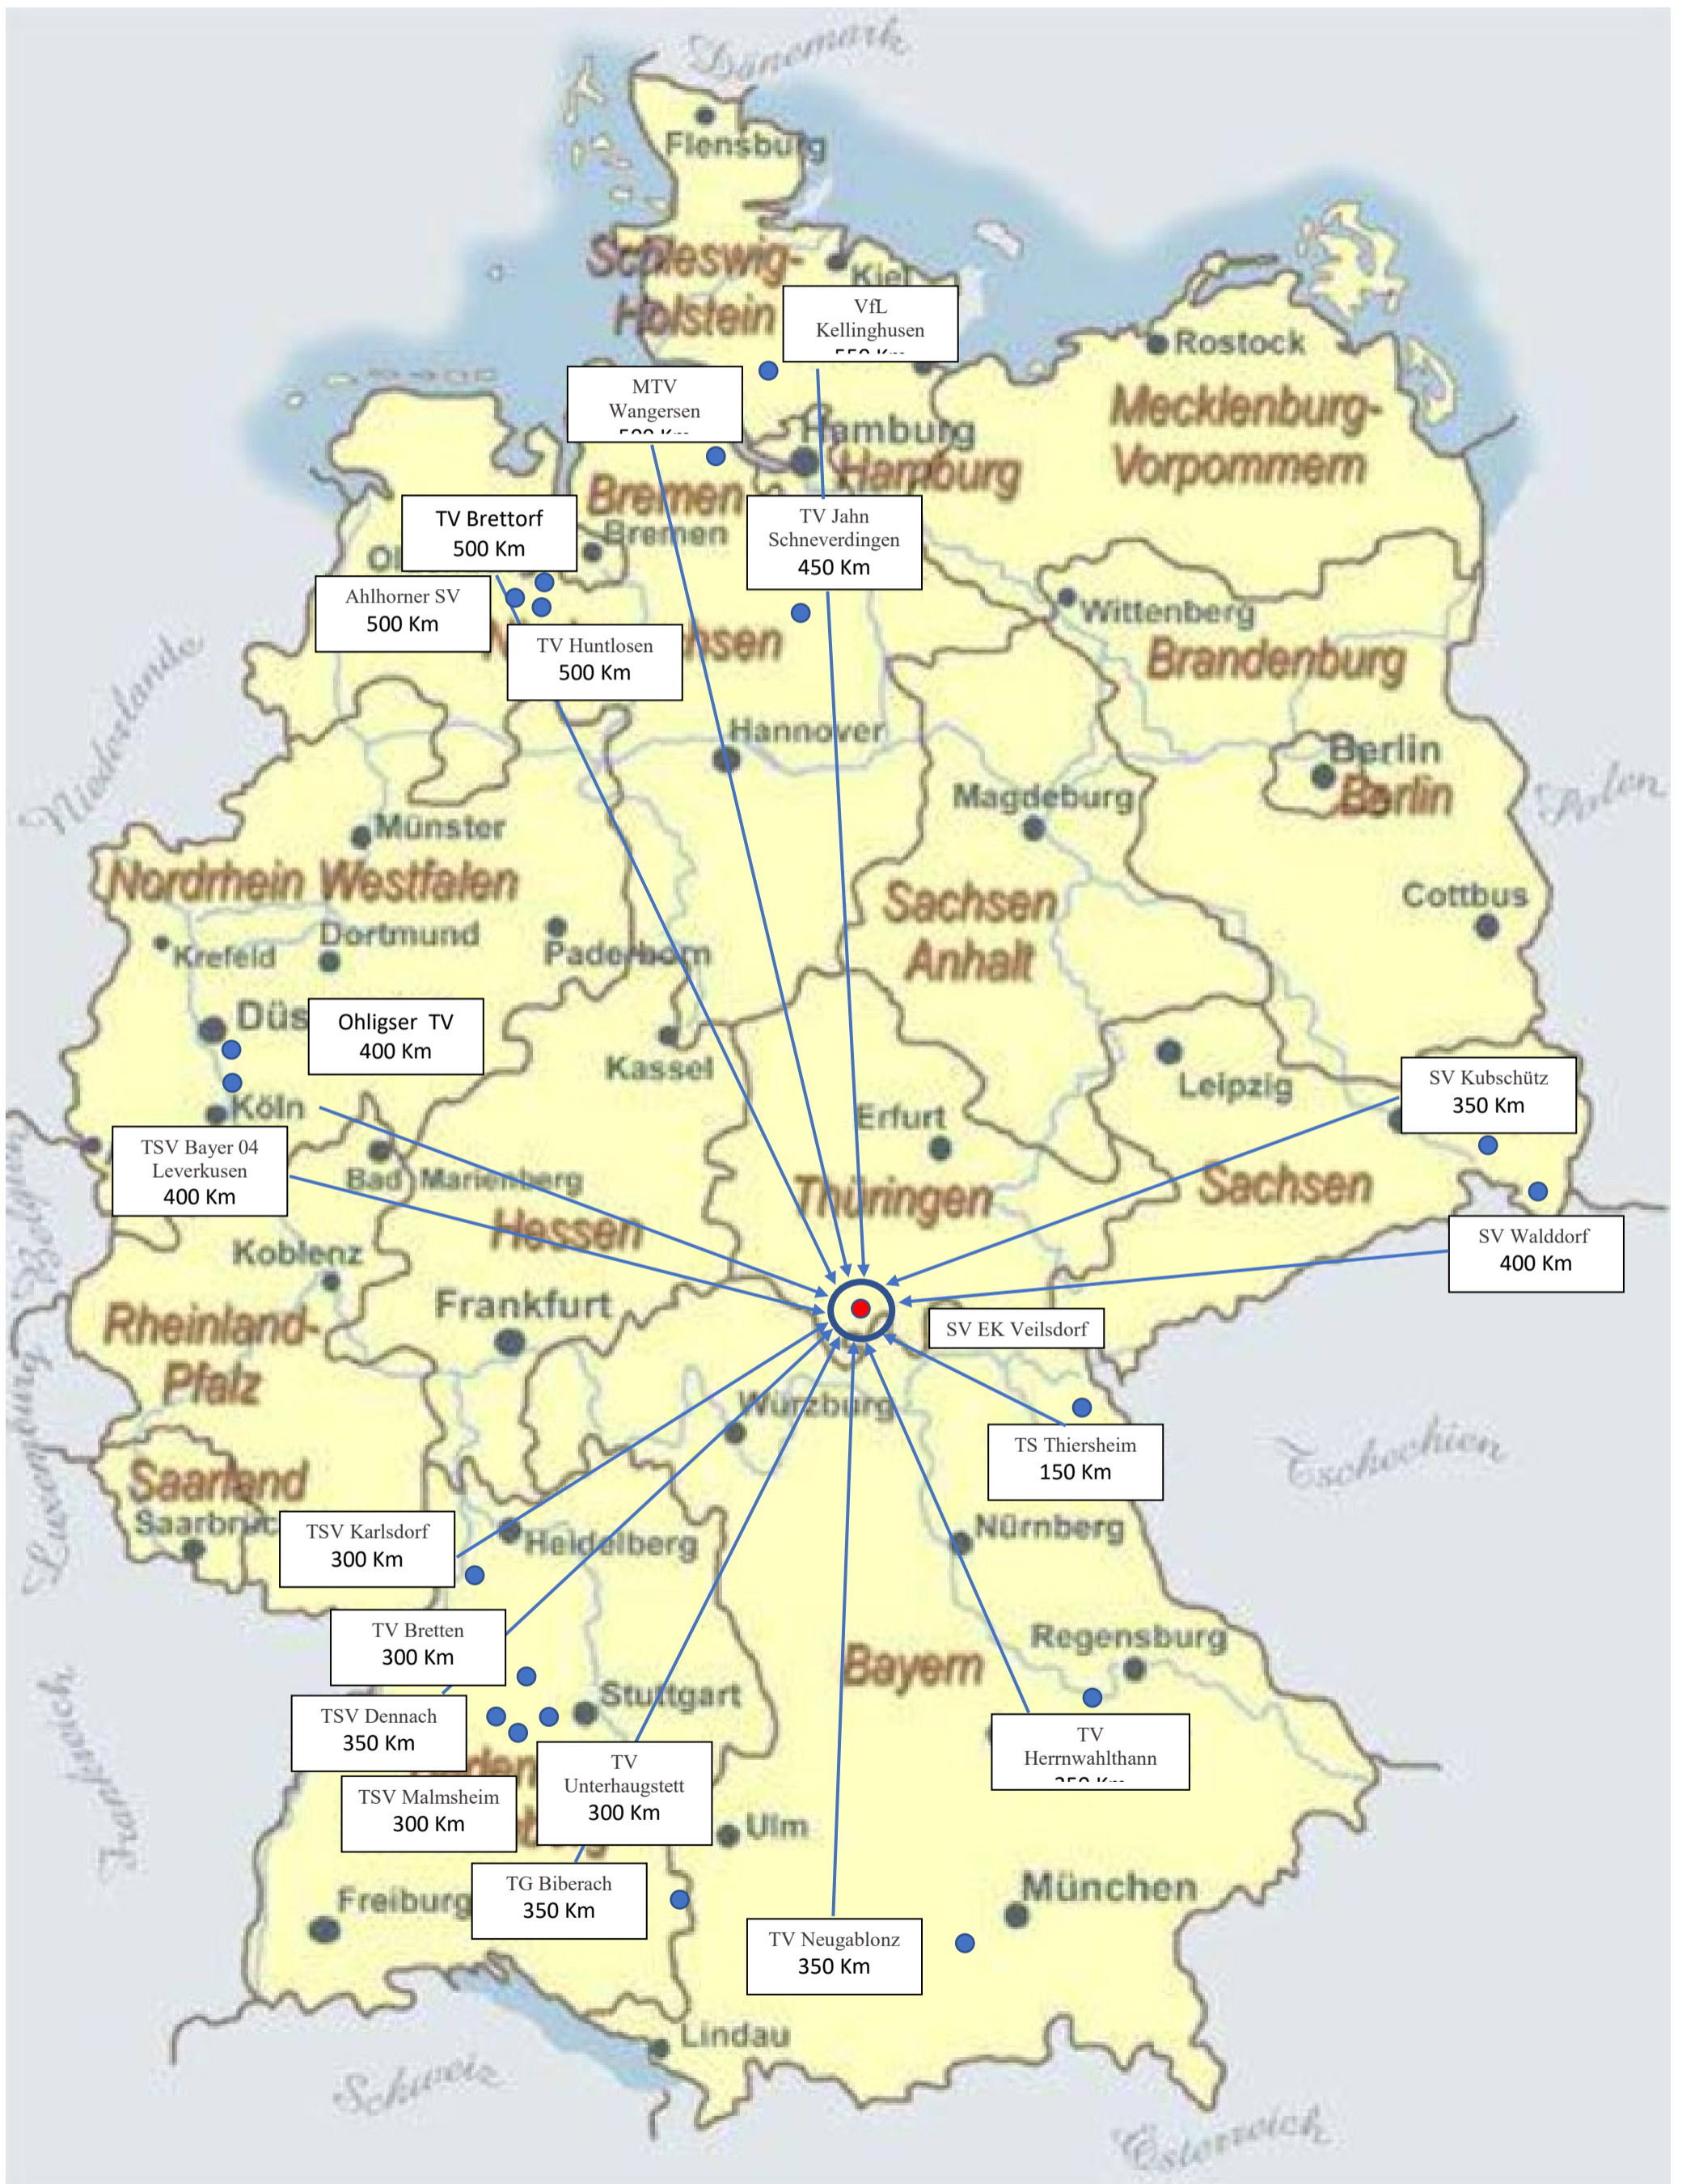 Dänemark
Flensburg
Schleswig-
Holstein
Kiel
VfL
Kellinghusen
Rostock
Mecklenburg-
Vorpommern
MTV
Wangersen
Hamburg
Hamburg
Bremen
Bremen
TV Brettorf
500 Km
TV Jahn
Schneverdingen
450 Km
Ahlhorner SV
500 Km
TV Huntlosen
500 Km
Wittenberg
Brandenburg
Niederlande
Hannover
Berlin
Berlin
Polen
Magdeburg
Münster
Nordrhein Westfalen
Sachsen
Anhalt
Cottbus
Dortmund
Krefeld
Paderborn
Ohligser TV
400 Km
Kassel
Leipzig
SV Kubschütz
350 Km
Köln
Erfurt
TSV Bayer 04
Leverkusen
400 Km
Bad Marienberg
Belgien
Hessen
Thüringen
Sachsen
SV Walddorf
400 Km
Koblenz
Rheinland-
Pfalz
Frankfurt
SV EK Veilsdorf
Luxemburg
Würzburg
TS Thiersheim
150 Km
Tschechien
Saarland
TSV Karlsdorf
300 Km
Heidelberg
Nürnberg
TV Bretten
300 Km
Bayern
Regensburg
TSV Dennach
350 Km
Stuttgart
TV
Herrnwahlthann
Frankreich
TSV Malmsheim
300 Km
TV
Unterhaugstett
300 Km
Ulm
TG Biberach
350 Km
Freiburg
München
TV Neugablonz
350 Km
Lindau
Schweiz
Österreich